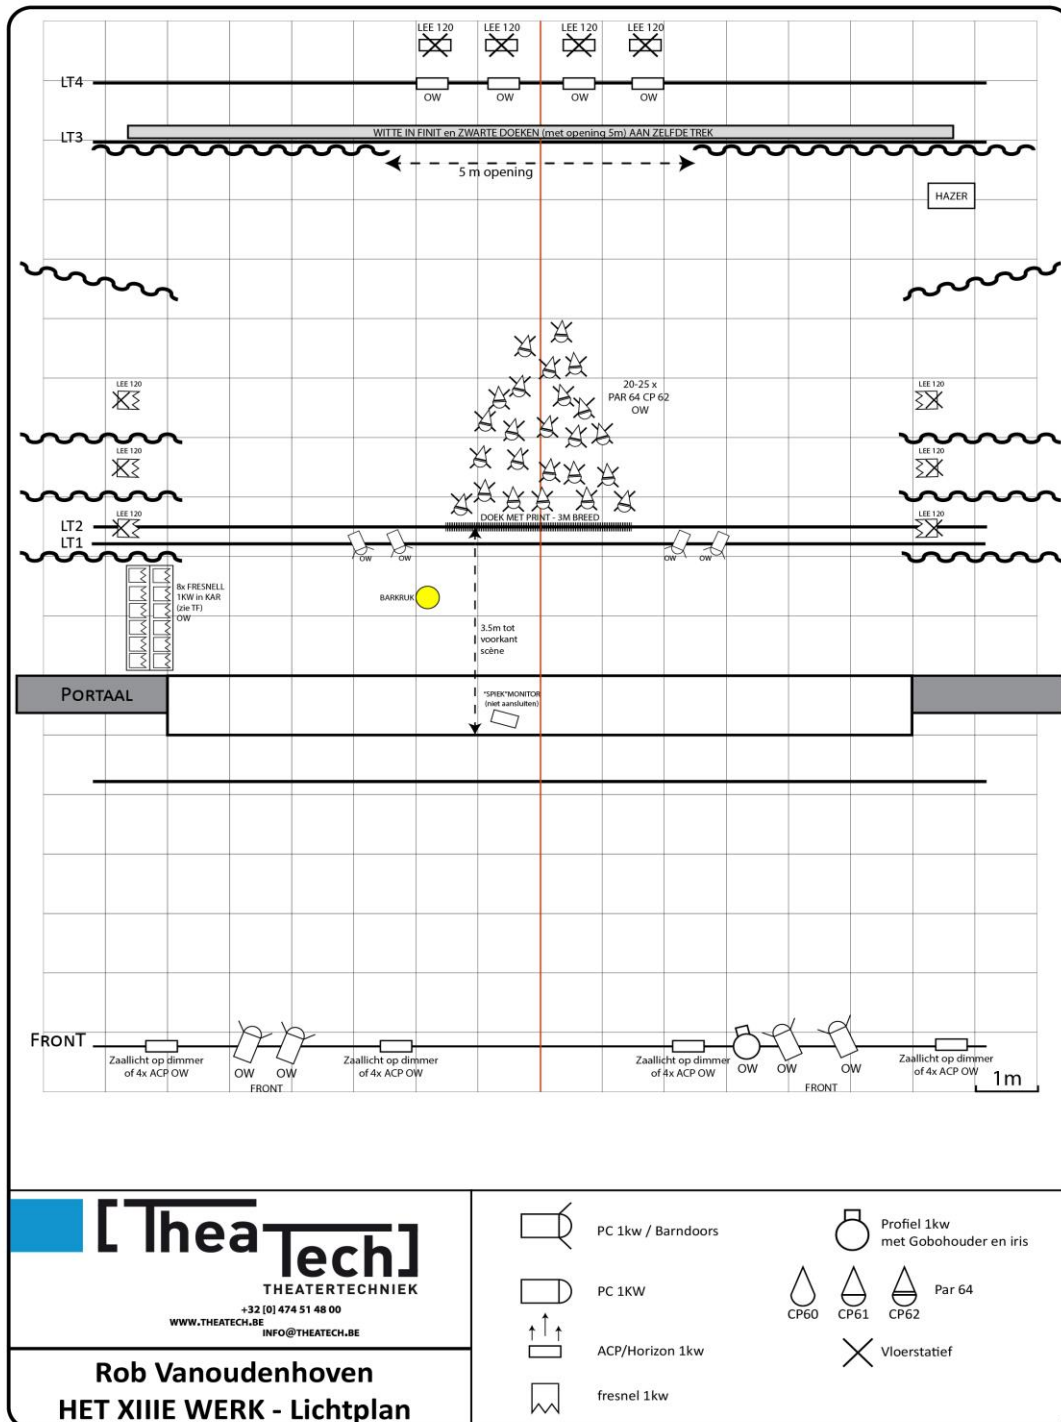 LEE 120 LEE 120 LEE 120 LEE 120
LT4
OW OW OW OW
WITTE IN FINIT en ZWARTE DOEKEN (met opening 5m) AAN ZELFDE TREK
LT3
5 m opening
HAZER
LEE 120
20-25 x
PAR 64 CP 62
OW
LEE 120
LEE 120
LEE 120
LEE 120
DOEK MET PRINT - 3M BREED
LEE 120
LT2
LT1
OW OW OW OW
8x FRESNELL
1KW in KAR
(zie TF)
OW
BARKRUK
3.5m tot
voorkant
scène
PORTAAL
"SPIEK"MONITOR
(niet aansluiten)
FRONT
Zaallicht op dimmer
of 4x ACP OW
OW OW
FRONT
Zaallicht op dimmer
of 4x ACP OW
Zaallicht op dimmer
of 4x ACP OW
OW OW OW
FRONT
Zaallicht op dimmer
of 4x ACP OW
1m
[TheaTech]
THEATERTECHNIEK
+32 [0] 474 51 48 00
WWW.THEATECH.BE
INFO@THEATECH.BE
Rob Vanoudenhoven
HET XIIIE WERK - Lichtplan
PC 1kw / Barndoors
PC 1KW
ACP/Horizon 1kw
fresnel 1kw
Profiel 1kw
met Gobohouder en iris
Par 64
CP60 CP61 CP62
Vloerstatief